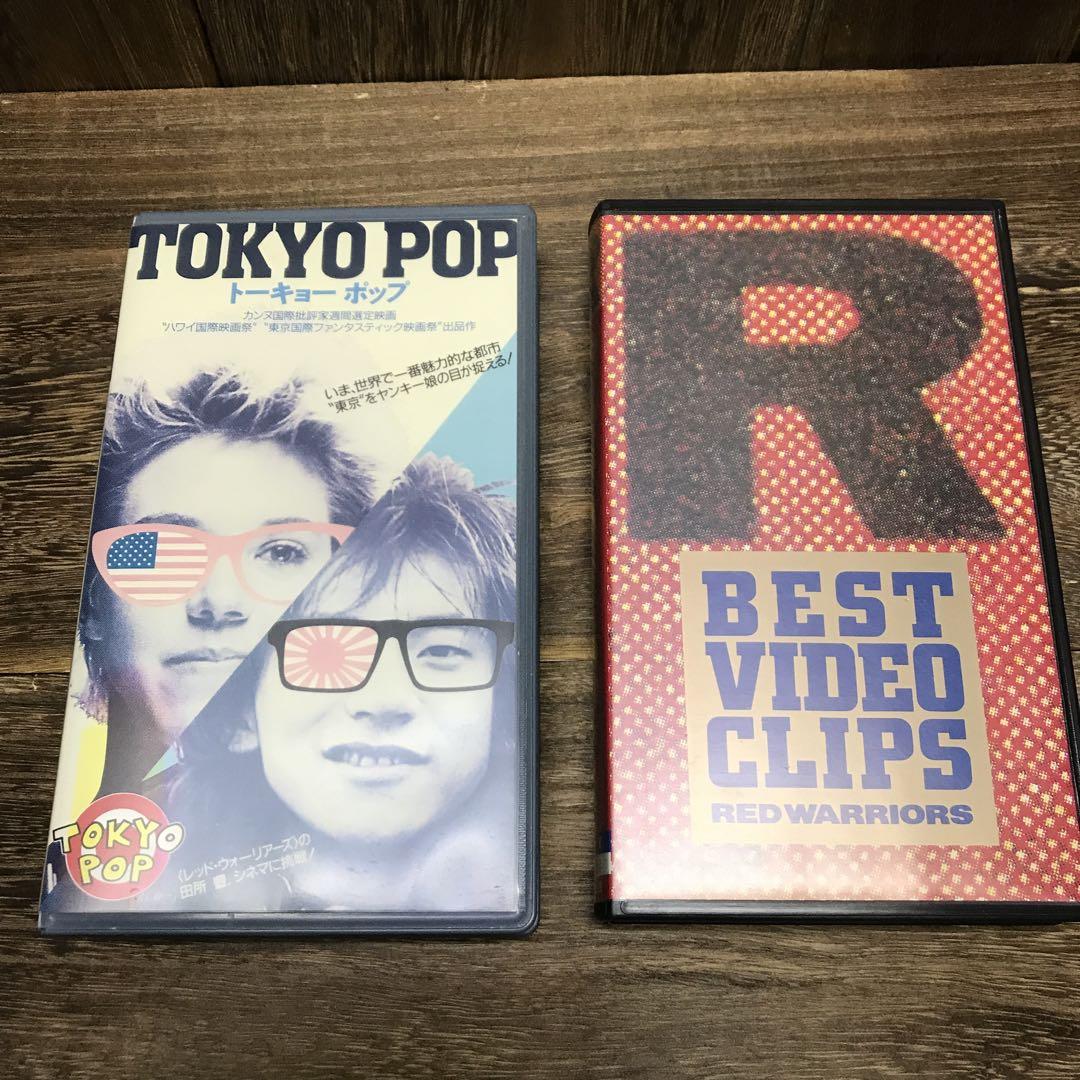 TOKYO POP
トーキョー ポップ
カンヌ国際批評家週間選定映画
“ハワイ国際映画祭” “東京国際ファンタスティック映画祭”出品作
いま、世界で一番魅力的な都市
“東京”をヤンキー娘の目が捉える!
TOKYO
POP
〈レッド・ウォーリアーズ〉の
田所 豊、シネマに挑戦!
R
BEST
VIDEO
CLIPS
RED WARRIORS